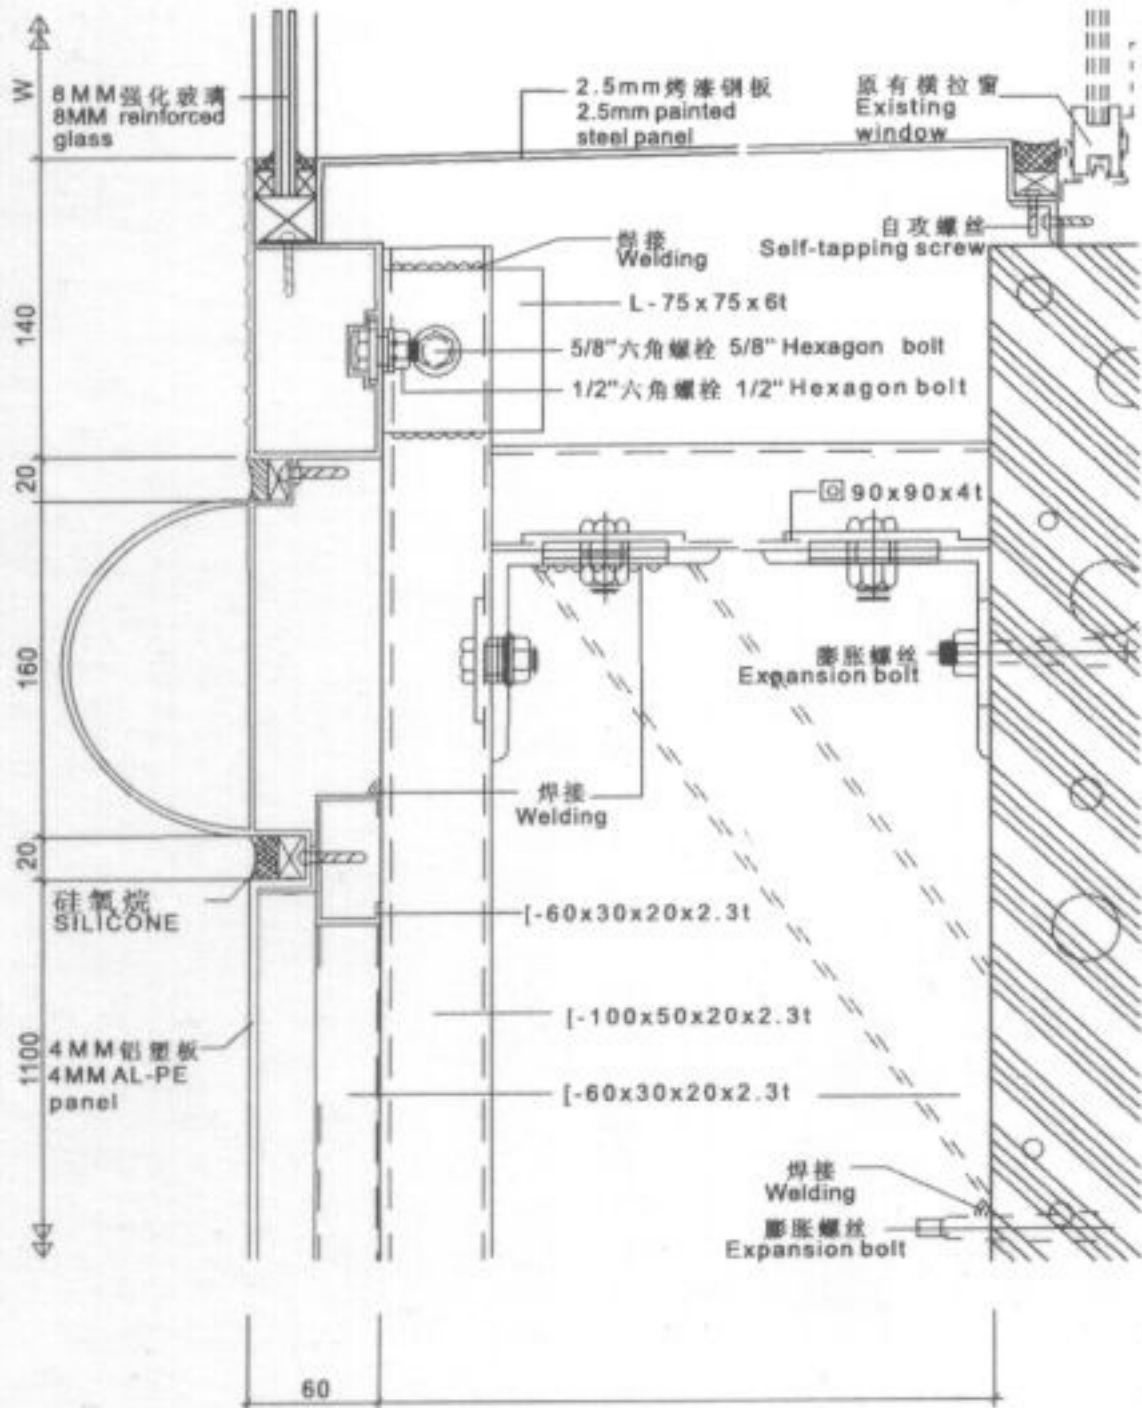 W
8MM强化玻璃
8MM reinforced
glass
2.5mm烤漆钢板
2.5mm painted
steel panel
原有横拉窗
Existing
window
自攻螺丝
Self-tapping screw
焊接
Welding
L-75x75x6t
5/8"六角螺栓 5/8" Hexagon bolt
1/2"六角螺栓 1/2" Hexagon bolt
140
20
90x90x4t
160
膨胀螺丝
Expansion bolt
焊接
Welding
20
硅氧烷
SILICONE
[-60x30x20x2.3t
[-100x50x20x2.3t
1100
4MM铝塑板
4MM AL-PE
panel
[-60x30x20x2.3t
焊接
Welding
膨胀螺丝
Expansion bolt
60